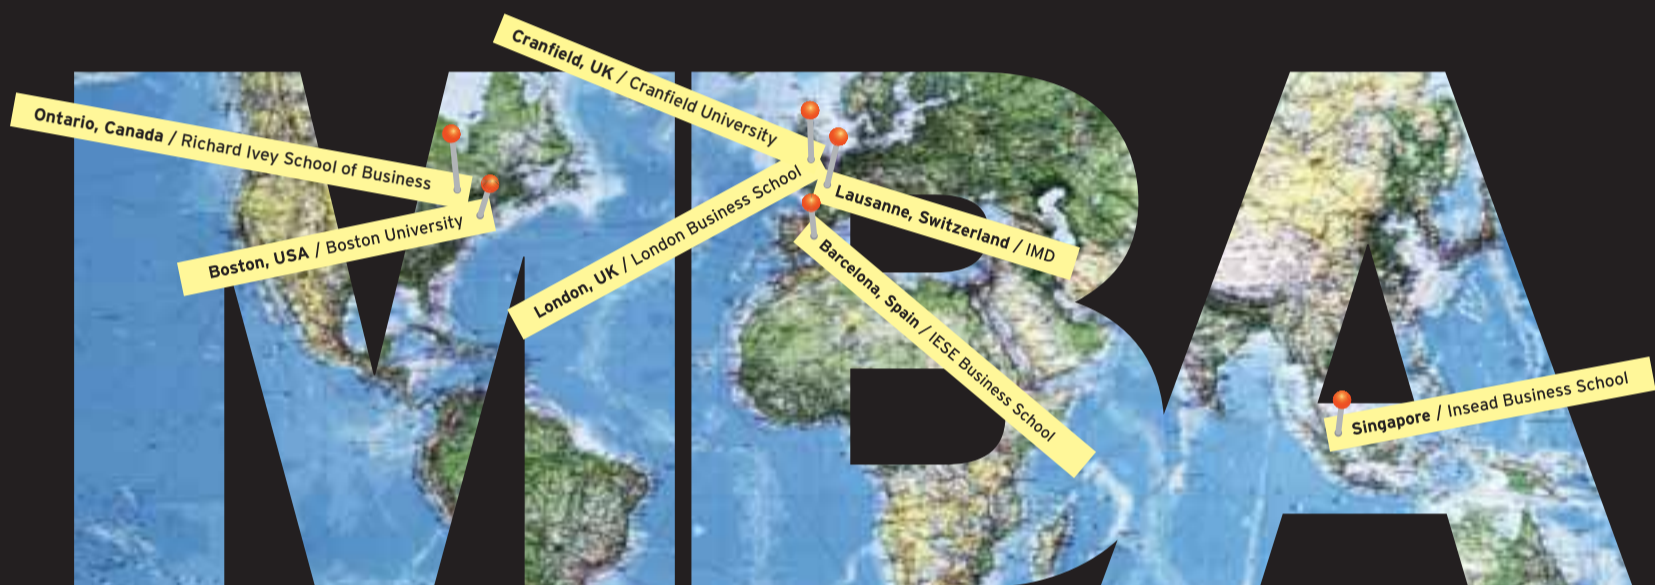 Cranfield, UK / Cranfield University
Ontario, Canada / Richard Ivey School of Business
Boston, USA / Boston University
London, UK / London Business School
Lausanne, Switzerland / IMD
Barcelona, Spain / IESE Business School
Singapore / Insead Business School
MBA